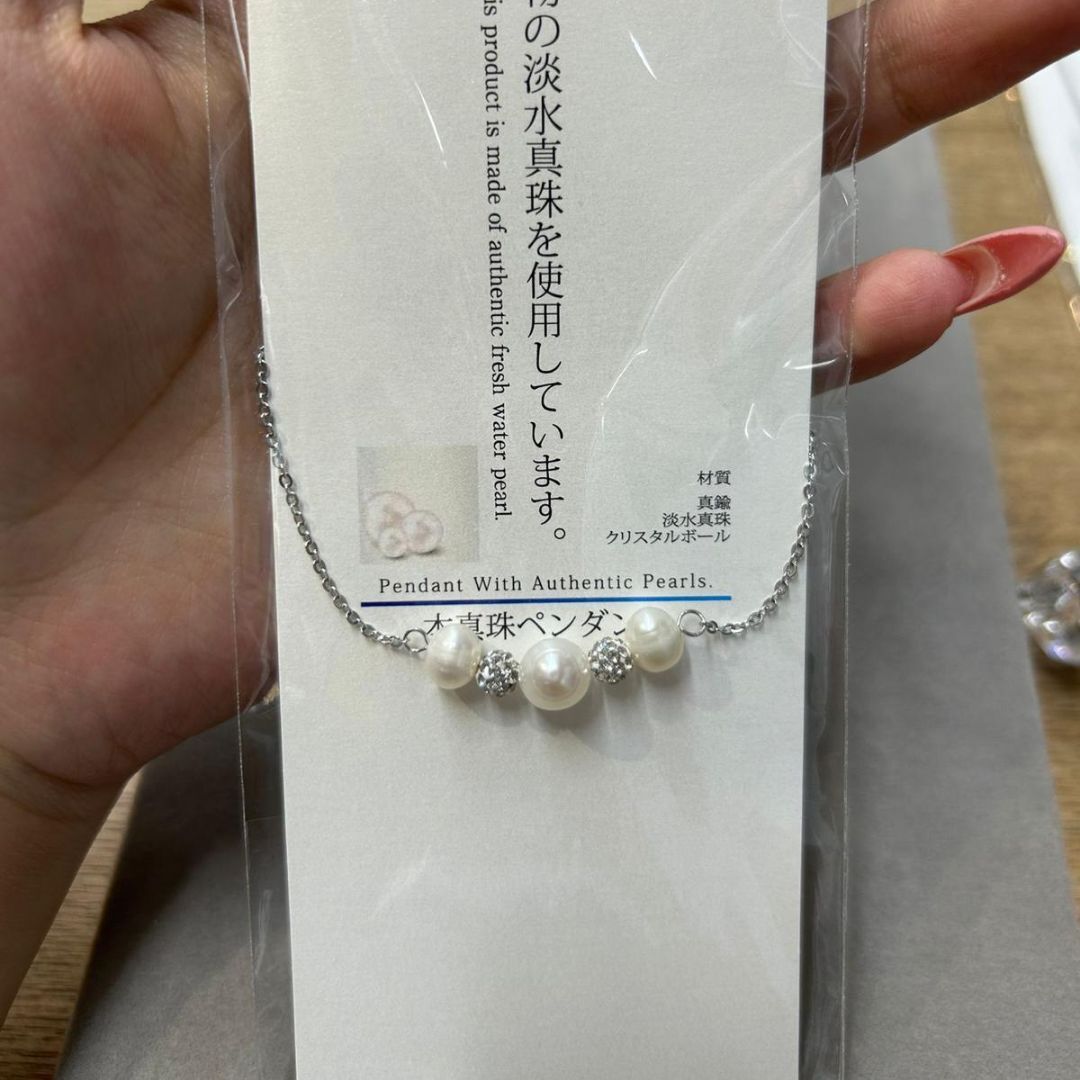 の淡水真珠を使用しています。
is product is made of authentic fresh water pearl.
材質
真鍮
淡水真珠
クリスタルボール
Pendant With Authentic Pearls.
本真珠ペンダン